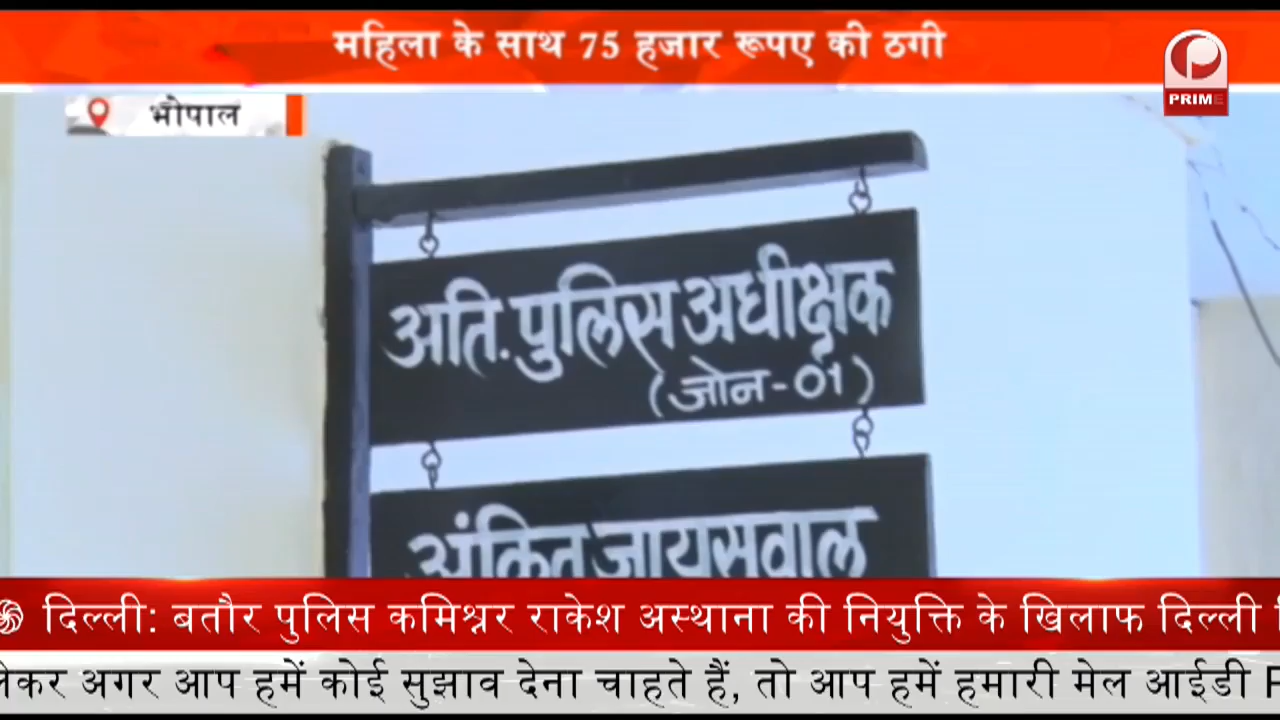 महिला के साथ 75 हजार रूपए की ठगी
PRIME
भोपाल
अति. पुलिस अधीक्षक
(जोन-01)
अंकित जायसवाल
दिल्ली: बतौर पुलिस कमिश्नर राकेश अस्थाना की नियुक्ति के खिलाफ दिल्ली
लेकर अगर आप हमें कोई सुझाव देना चाहते हैं, तो आप हमें हमारी मेल आईडी P